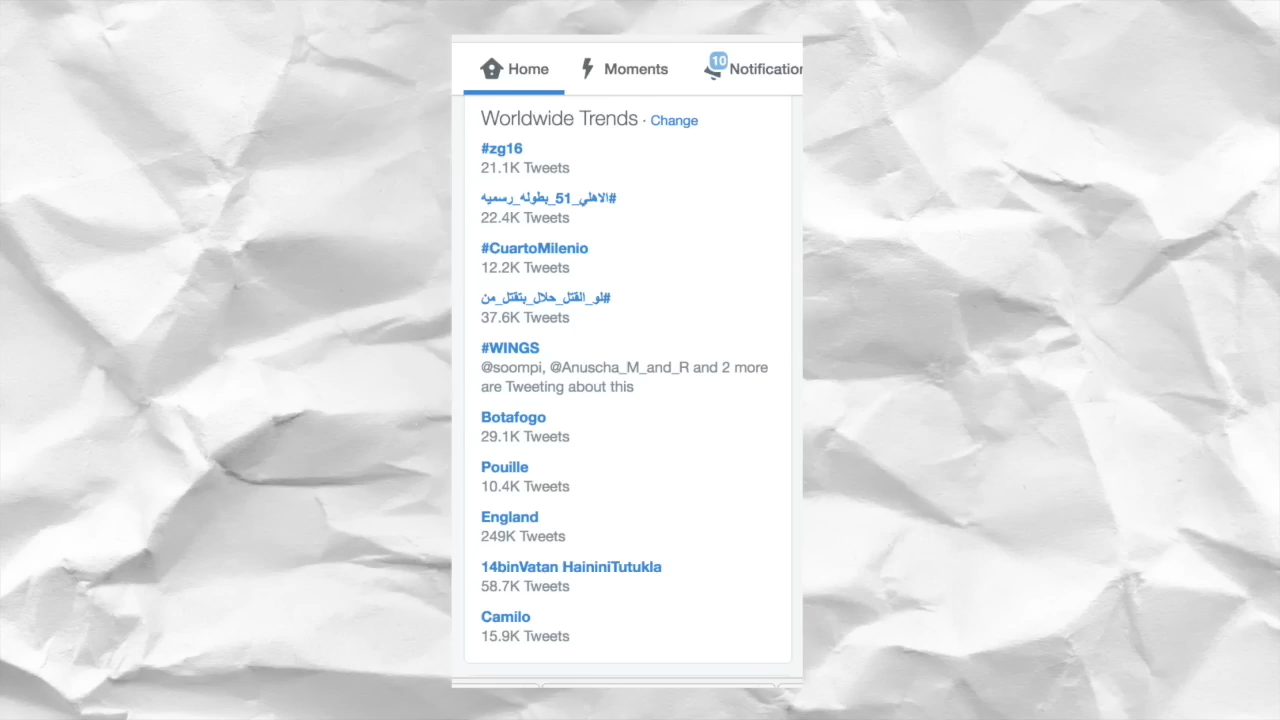 Home
Moments
10
Notification
Worldwide Trends · Change
#zg16
21.1K Tweets
#الاهلي_51_بطوله_رسميه
22.4K Tweets
#CuartoMilenio
12.2K Tweets
#لو_القتل_حلال_بتقتل_من
37.6K Tweets
#WINGS
@soompi, @Anuscha_M_and_R and 2 more
are Tweeting about this
Botafogo
29.1K Tweets
Pouille
10.4K Tweets
England
249K Tweets
14binVatan HaininiTutukla
58.7K Tweets
Camilo
15.9K Tweets